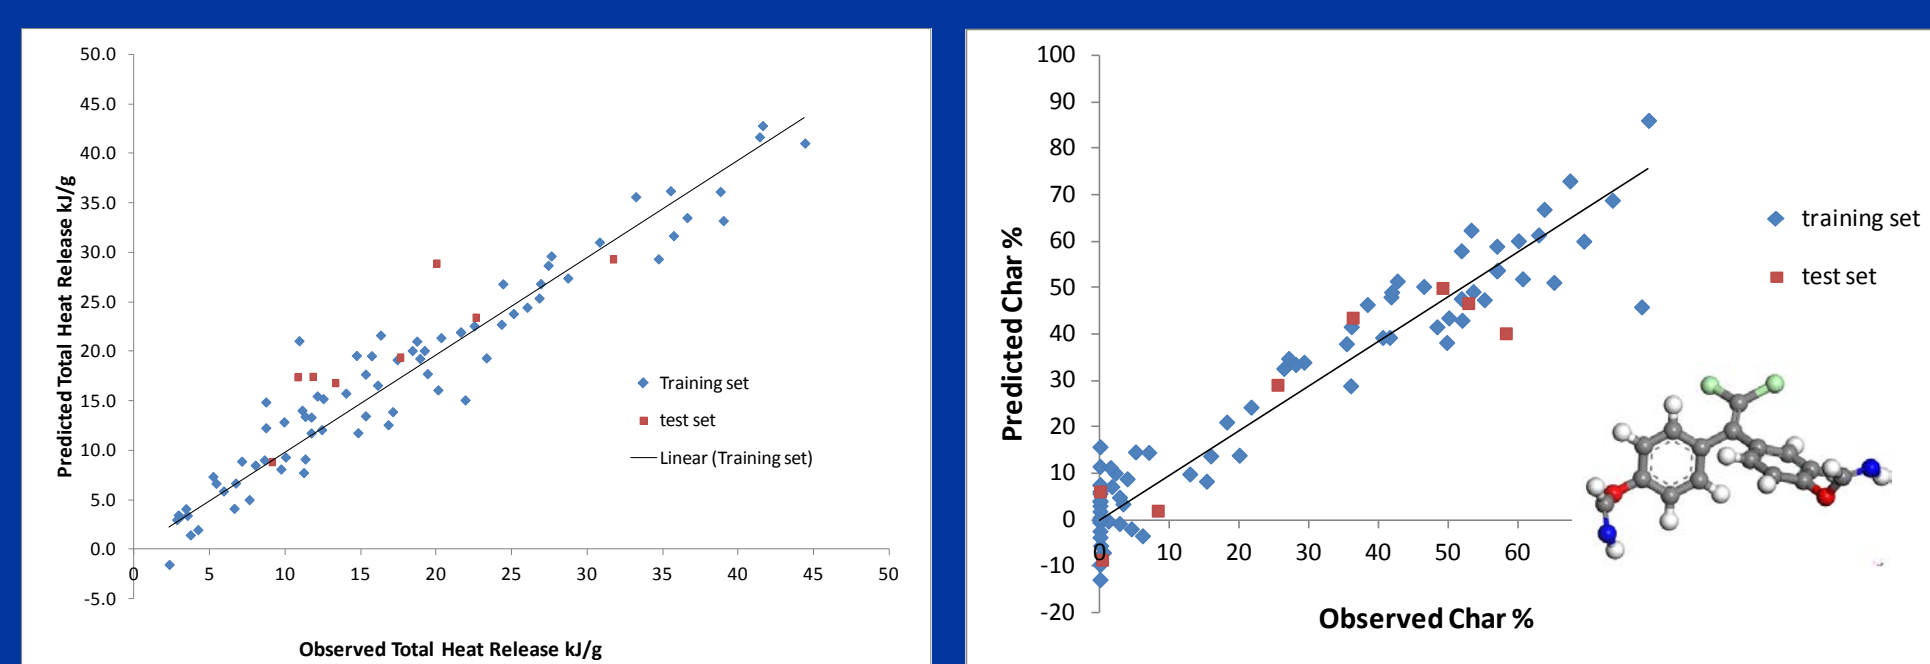 50.0
45.0
40.0
35.0
30.0
25.0
20.0
15.0
10.0
5.0
0.0
-5.0
0 5 10 15 20 25 30 35 40 45 50
Predicted Total Heat Release kJ/g
Observed Total Heat Release kJ/g
Training set
test set
Linear (Training set)
100
90
80
70
60
50
40
30
20
10
0
-10
-20
0 10 20 30 40 50 60
Predicted Char %
Observed Char %
training set
test set